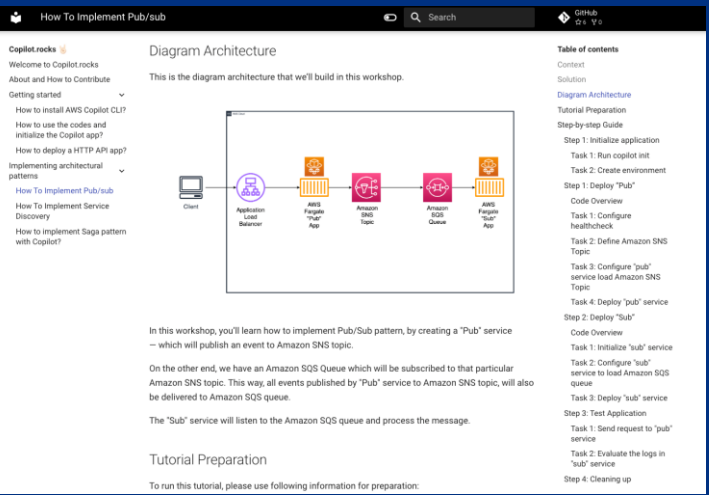 How To Implement Pub/sub
Search
GitHub
6 0
Copilot.rocks
Welcome to Copilot.rocks
About and How to Contribute
Getting started
How to install AWS Copilot CLI?
How to use the codes and
initialize the Copilot app?
How to deploy a HTTP API app?
Implementing architectural
patterns
How To Implement Pub/sub
How To Implement Service
Discovery
How to implement Saga pattern
with Copilot?
Diagram Architecture
This is the diagram architecture that we'll build in this workshop.
Client
Application
Load
Balancer
AWS
Fargate
"Pub"
App
Amazon
SNS
Topic
Amazon
SQS
Queue
AWS
Fargate
"Sub"
App
In this workshop, you'll learn how to implement Pub/Sub pattern, by creating a "Pub" service
— which will publish an event to Amazon SNS topic.
On the other end, we have an Amazon SQS Queue which will be subscribed to that particular
Amazon SNS topic. This way, all events published by "Pub" service to Amazon SNS topic, will also
be delivered to Amazon SQS queue.
The "Sub" service will listen to the Amazon SQS queue and process the message.
Tutorial Preparation
To run this tutorial, please use following information for preparation:
Table of contents
Context
Solution
Diagram Architecture
Tutorial Preparation
Step-by-step Guide
Step 1: Initialize application
Task 1: Run copilot init
Task 2: Create environment
Step 1: Deploy "Pub"
Code Overview
Task 1: Configure
healthcheck
Task 2: Define Amazon SNS
Topic
Task 3: Configure "pub"
service load Amazon SNS
Topic
Task 4: Deploy "pub" service
Step 2: Deploy "Sub"
Code Overview
Task 1: Initialize "sub" service
Task 2: Configure "sub"
service to load Amazon SQS
queue
Task 3: Deploy "sub" service
Step 3: Test Application
Task 1: Send request to "pub"
service
Task 2: Evaluate the logs in
"sub" service
Step 4: Cleaning up